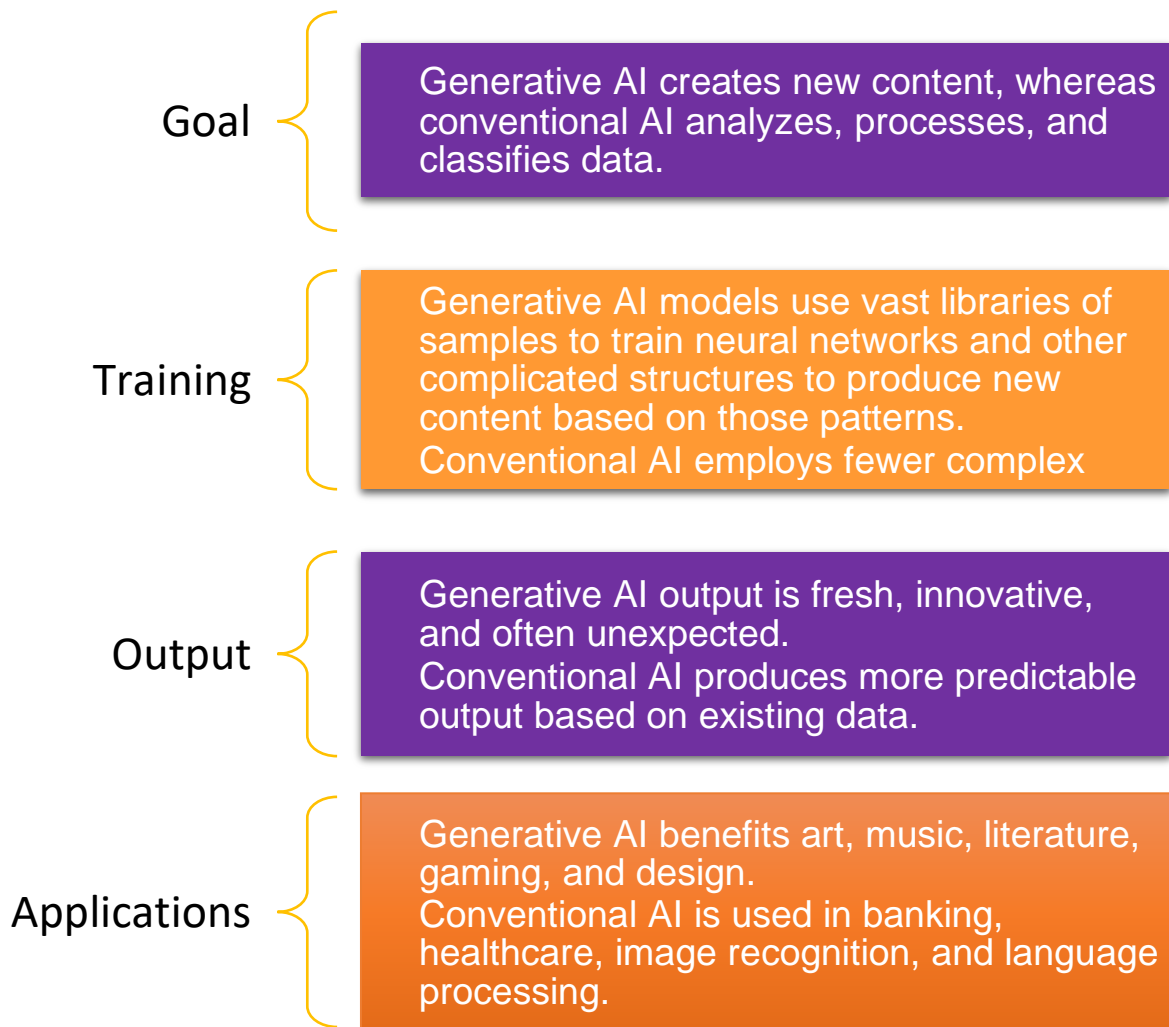 Goal
Generative AI creates new content, whereas
conventional AI analyzes, processes, and
classifies data.
Training
Generative AI models use vast libraries of
samples to train neural networks and other
complicated structures to produce new
content based on those patterns.
Conventional AI employs fewer complex
Output
Generative AI output is fresh, innovative,
and often unexpected.
Conventional AI produces more predictable
output based on existing data.
Applications
Generative AI benefits art, music, literature,
gaming, and design.
Conventional AI is used in banking,
healthcare, image recognition, and language
processing.